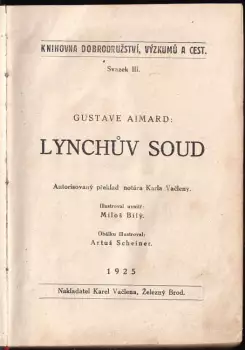 KNIHOVNA DOBRODRUŽSTVÍ, VÝZKUMŮ A CEST.
Svazek III.
GUSTAVE AIMARD:
LYNCHŮV SOUD
Autorisovaný překlad notáře Karla Vačleny.
Illustroval uvnitř:
Miloš Bílý.
Obálku illustroval:
Artuš Scheiner.
1925
Nakladatel Karel Vačlena, Železný Brod.